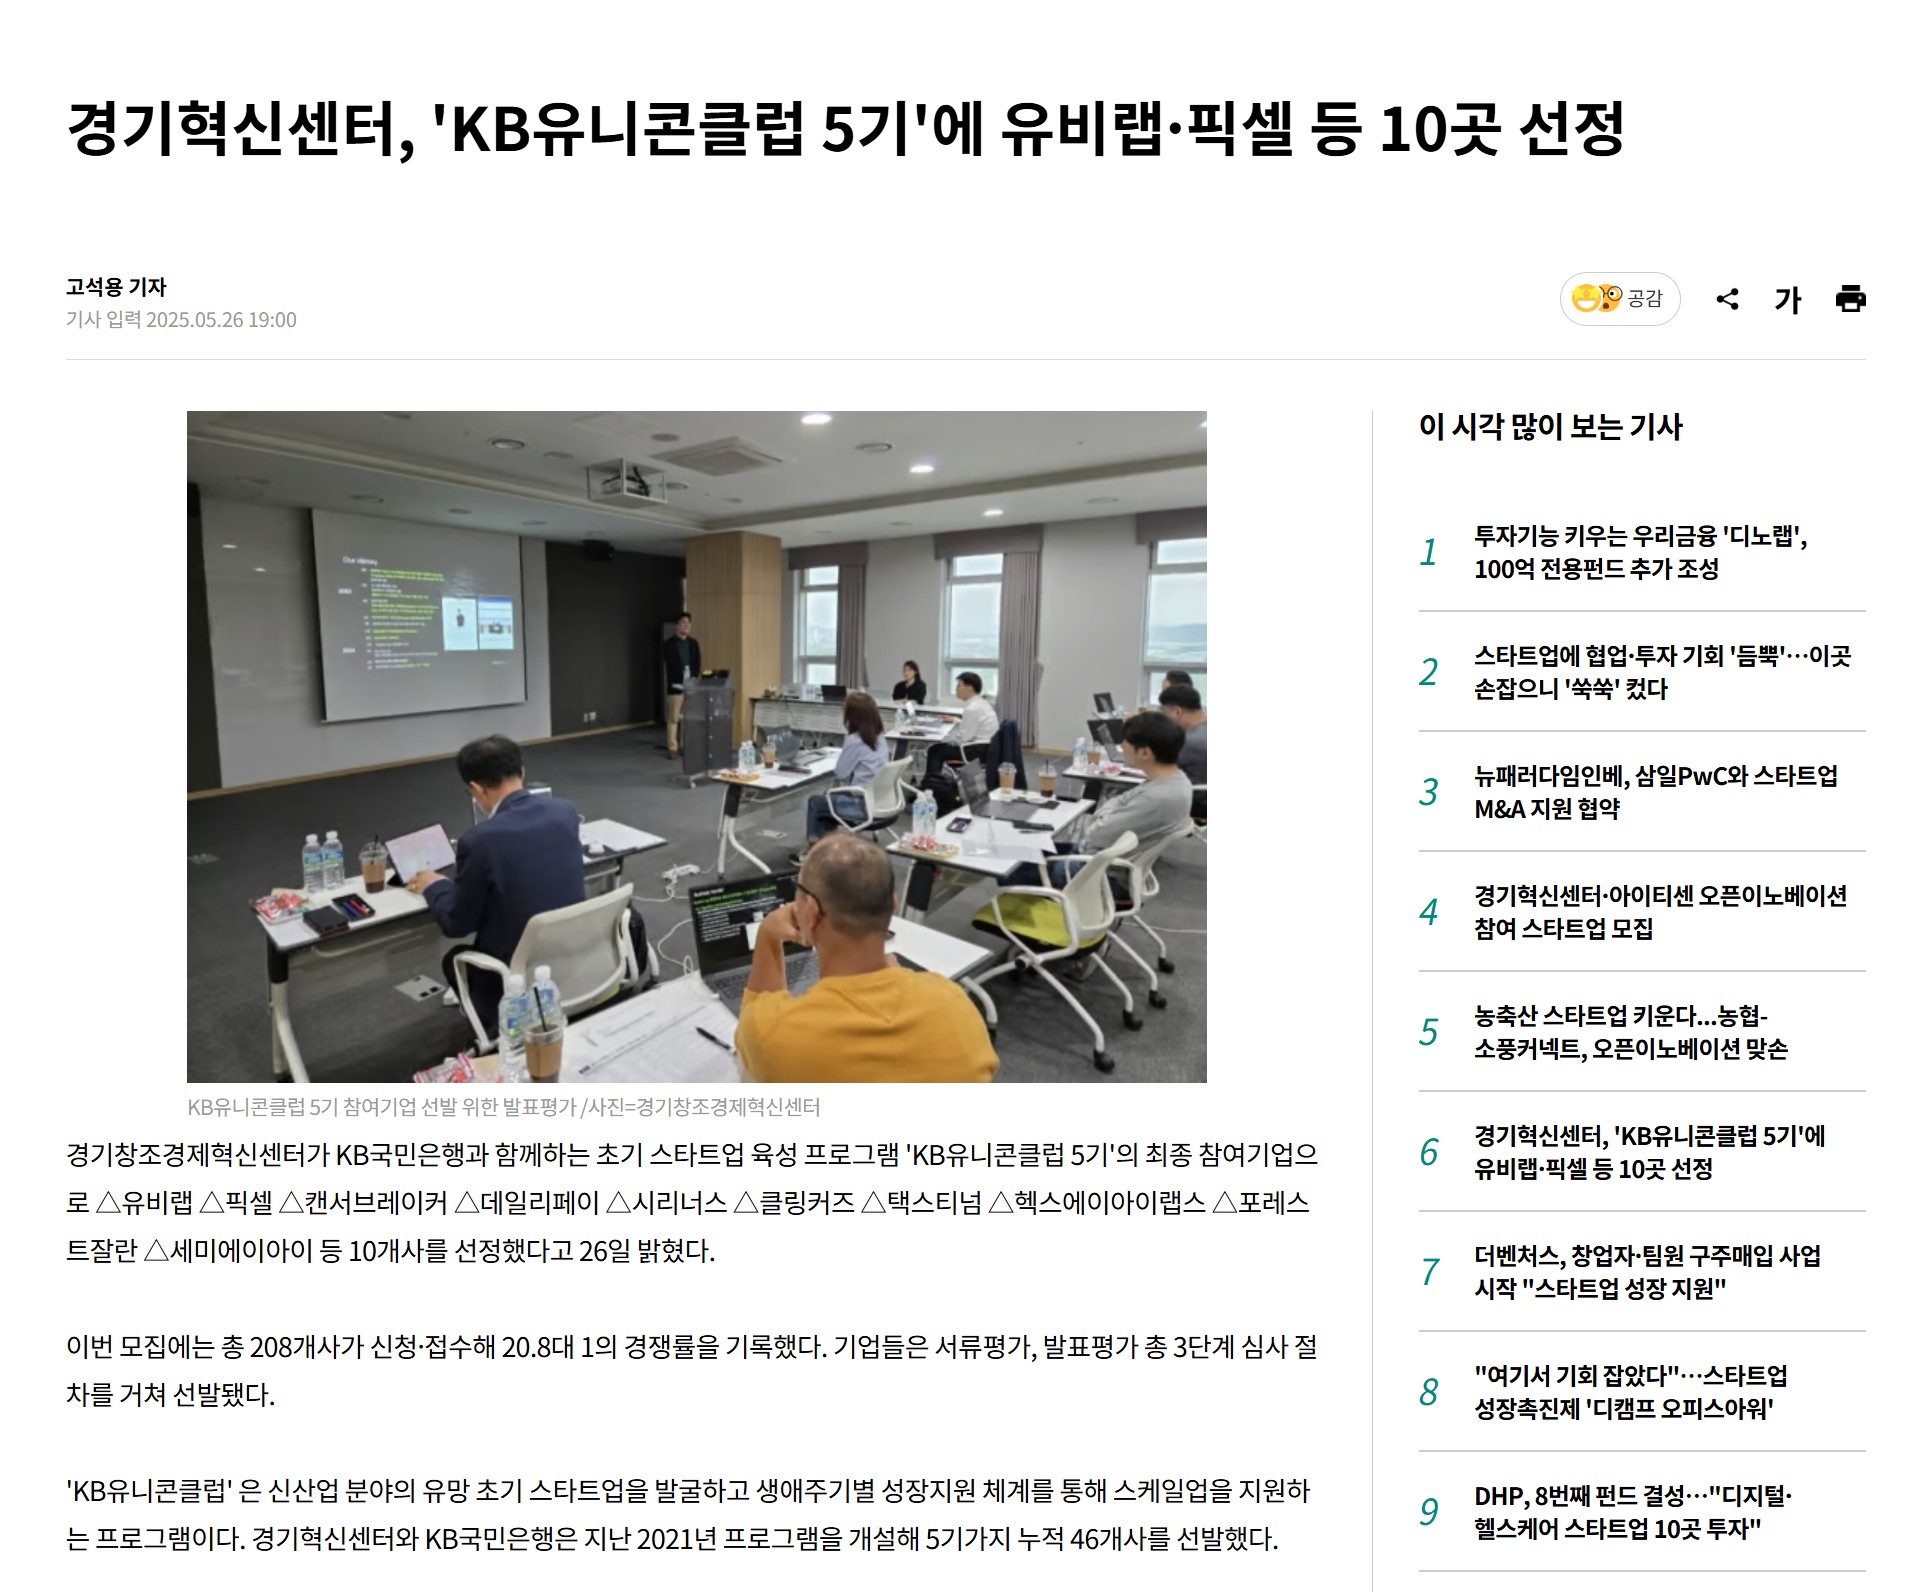 경기혁신센터, 'KB유니콘클럽 5기'에 유비랩·픽셀 등 10곳 선정
고석용 기자
기사 입력 2025.05.26 19:00
공감
가
Our History
KB유니콘클럽 5기 참여기업 선발 위한 발표평가 /사진=경기창조경제혁신센터
경기창조경제혁신센터가 KB국민은행과 함께하는 초기 스타트업 육성 프로그램 'KB유니콘클럽 5기'의 최종 참여기업으
로 △유비랩 △픽셀 △캔서브레이커 △데일리페이 △시리너스 △클링커즈 △택스티넘 △헥스에이아이랩스 △포레스
트잘란 △세미에이아이 등 10개사를 선정했다고 26일 밝혔다.
이번 모집에는 총 208개사가 신청·접수해 20.8대 1의 경쟁률을 기록했다. 기업들은 서류평가, 발표평가 총 3단계 심사 절
차를 거쳐 선발됐다.
'KB유니콘클럽' 은 신산업 분야의 유망 초기 스타트업을 발굴하고 생애주기별 성장지원 체계를 통해 스케일업을 지원하
는 프로그램이다. 경기혁신센터와 KB국민은행은 지난 2021년 프로그램을 개설해 5기가지 누적 46개사를 선발했다.
이 시각 많이 보는 기사
1
투자기능 키우는 우리금융 '디노랩',
100억 전용펀드 추가 조성
2
스타트업에 협업·투자 기회 '듬뿍'…이곳
손잡으니 '쑥쑥' 컸다
3
뉴패러다임인베, 삼일PwC와 스타트업
M&A 지원 협약
4
경기혁신센터·아이티센 오픈이노베이션
참여 스타트업 모집
5
농축산 스타트업 키운다...농협-
소풍커넥트, 오픈이노베이션 맞손
6
경기혁신센터, 'KB유니콘클럽 5기'에
유비랩·픽셀 등 10곳 선정
7
더벤처스, 창업자·팀원 구주매입 사업
시작 "스타트업 성장 지원"
8
"여기서 기회 잡았다"…스타트업
성장촉진제 '디캠프 오피스아워'
9
DHP, 8번째 펀드 결성…"디지털·
헬스케어 스타트업 10곳 투자"